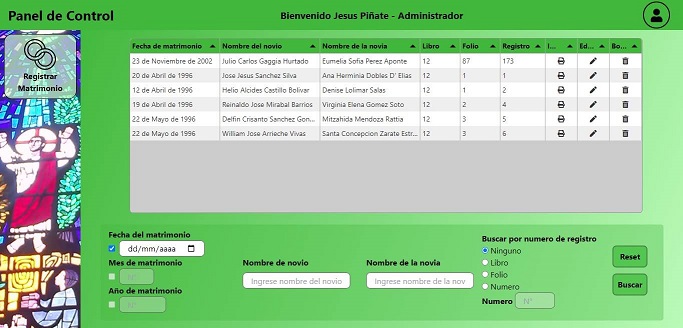 Panel de Control
Bienvenido Jesus Piñate - Administrador
Registrar
Matrimonio
Fecha de matrimonio Nombre del novio Nombre de la novia Libro Folio Registro I... Ed... Bo...
23 de Noviembre de 2002 Julio Carlos Gaggia Hurtado Eumelia Sofia Perez Aponte 12 87 173
20 de Abril de 1996 Jose Jesus Sanchez Silva Ana Herminia Dobles D' Elias 12 1 1
12 de Abril de 1996 Helio Alcides Castillo Bolivar Denise Lolimar Salas 12 1 2
19 de Abril de 1996 Reinaldo Jose Mirabal Barrios Virginia Elena Gomez Soto 12 2 4
22 de Mayo de 1996 Delfin Crisanto Sanchez Gon... Mitzahida Mendoza Rattia 12 3 5
22 de Mayo de 1996 William Jose Arrieche Vivas Santa Concepcion Zarate Estr... 12 3 6
Fecha del matrimonio
dd/mm/aaaa
Mes de matrimonio
N°
Año de matrimonio
N°
Nombre de novio
Ingrese nombre del novio
Nombre de la novia
Ingrese nombre de la nov
Buscar por numero de registro
Ninguno
Libro
Folio
Numero
Numero N°
Reset
Buscar